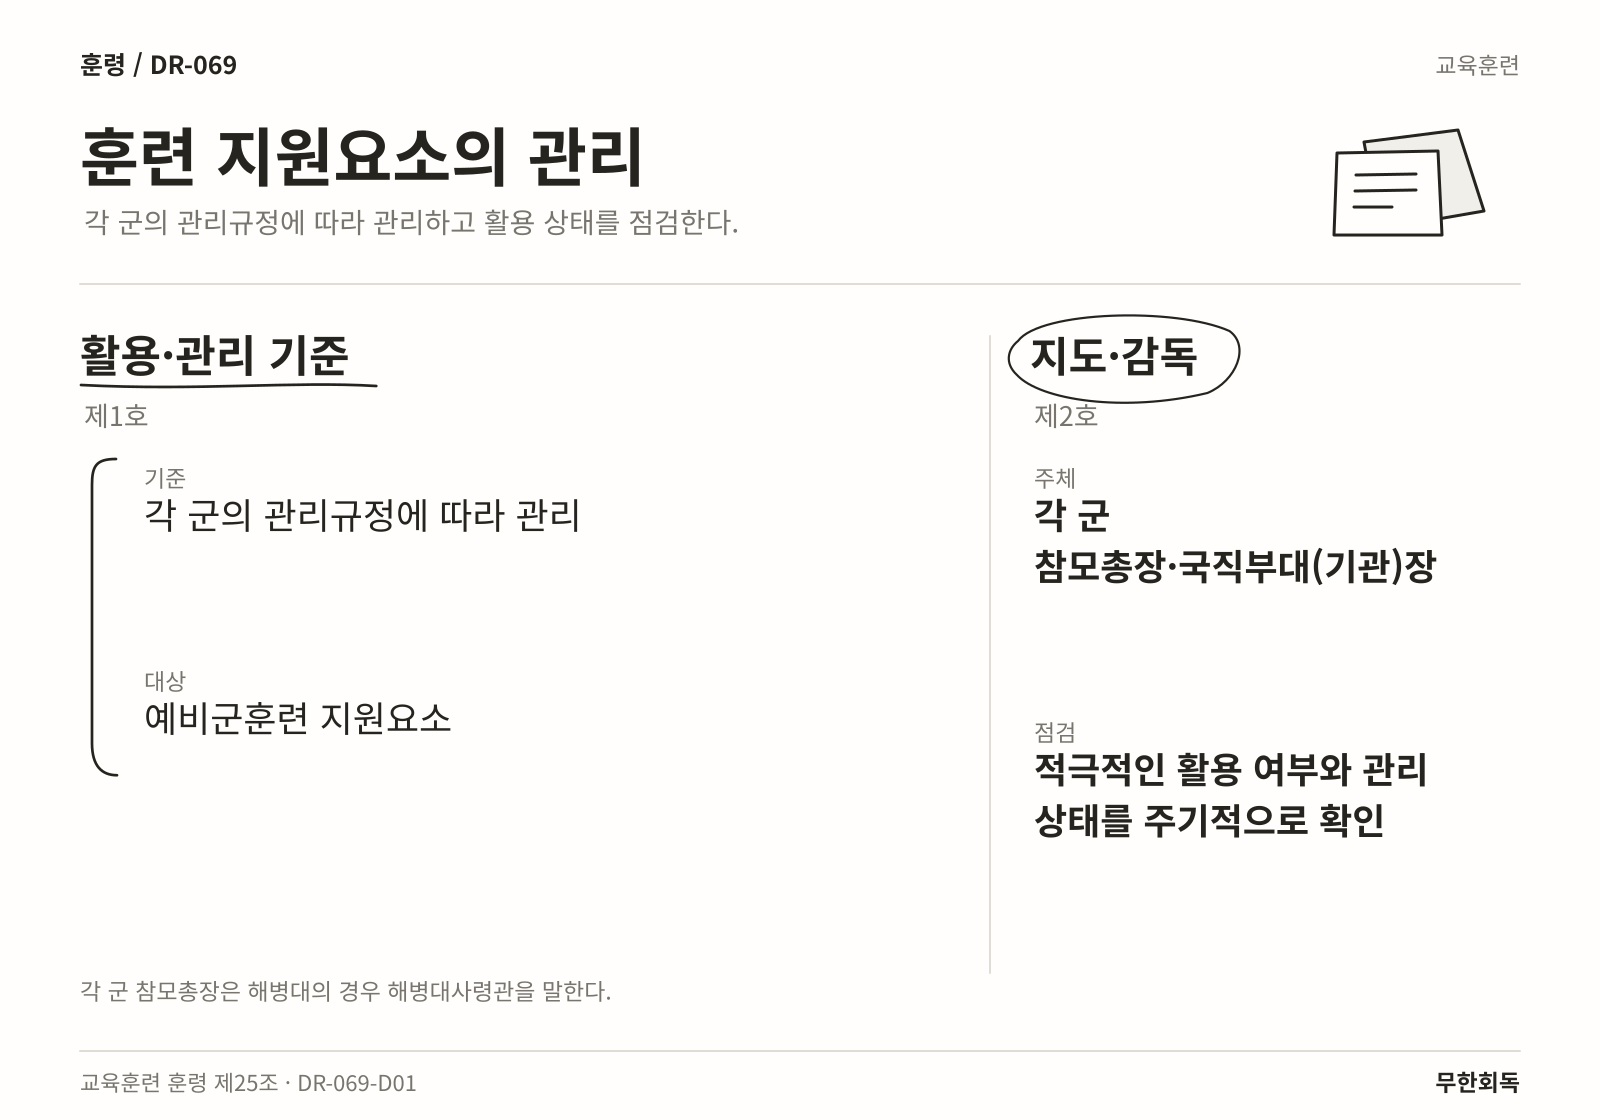 훈령 / DR-069
교육훈련
훈련 지원요소의 관리
각 군의 관리규정에 따라 관리하고 활용 상태를 점검한다.
활용·관리 기준
제1호
기준
각 군의 관리규정에 따라 관리
대상
예비군훈련 지원요소
지도·감독
제2호
주체
각 군
참모총장·국직부대(기관)장
점검
적극적인 활용 여부와 관리
상태를 주기적으로 확인
각 군 참모총장은 해병대의 경우 해병대사령관을 말한다.
교육훈련 훈령 제25조 · DR-069-D01
무한회독